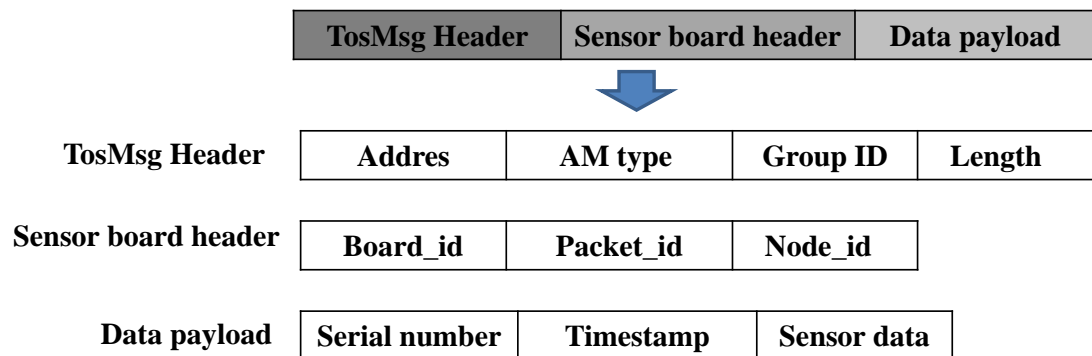 TosMsg Header Sensor board header Data payload
TosMsg Header Addres AM type Group ID Length
Sensor board header Board_id Packet_id Node_id
Data payload Serial number Timestamp Sensor data